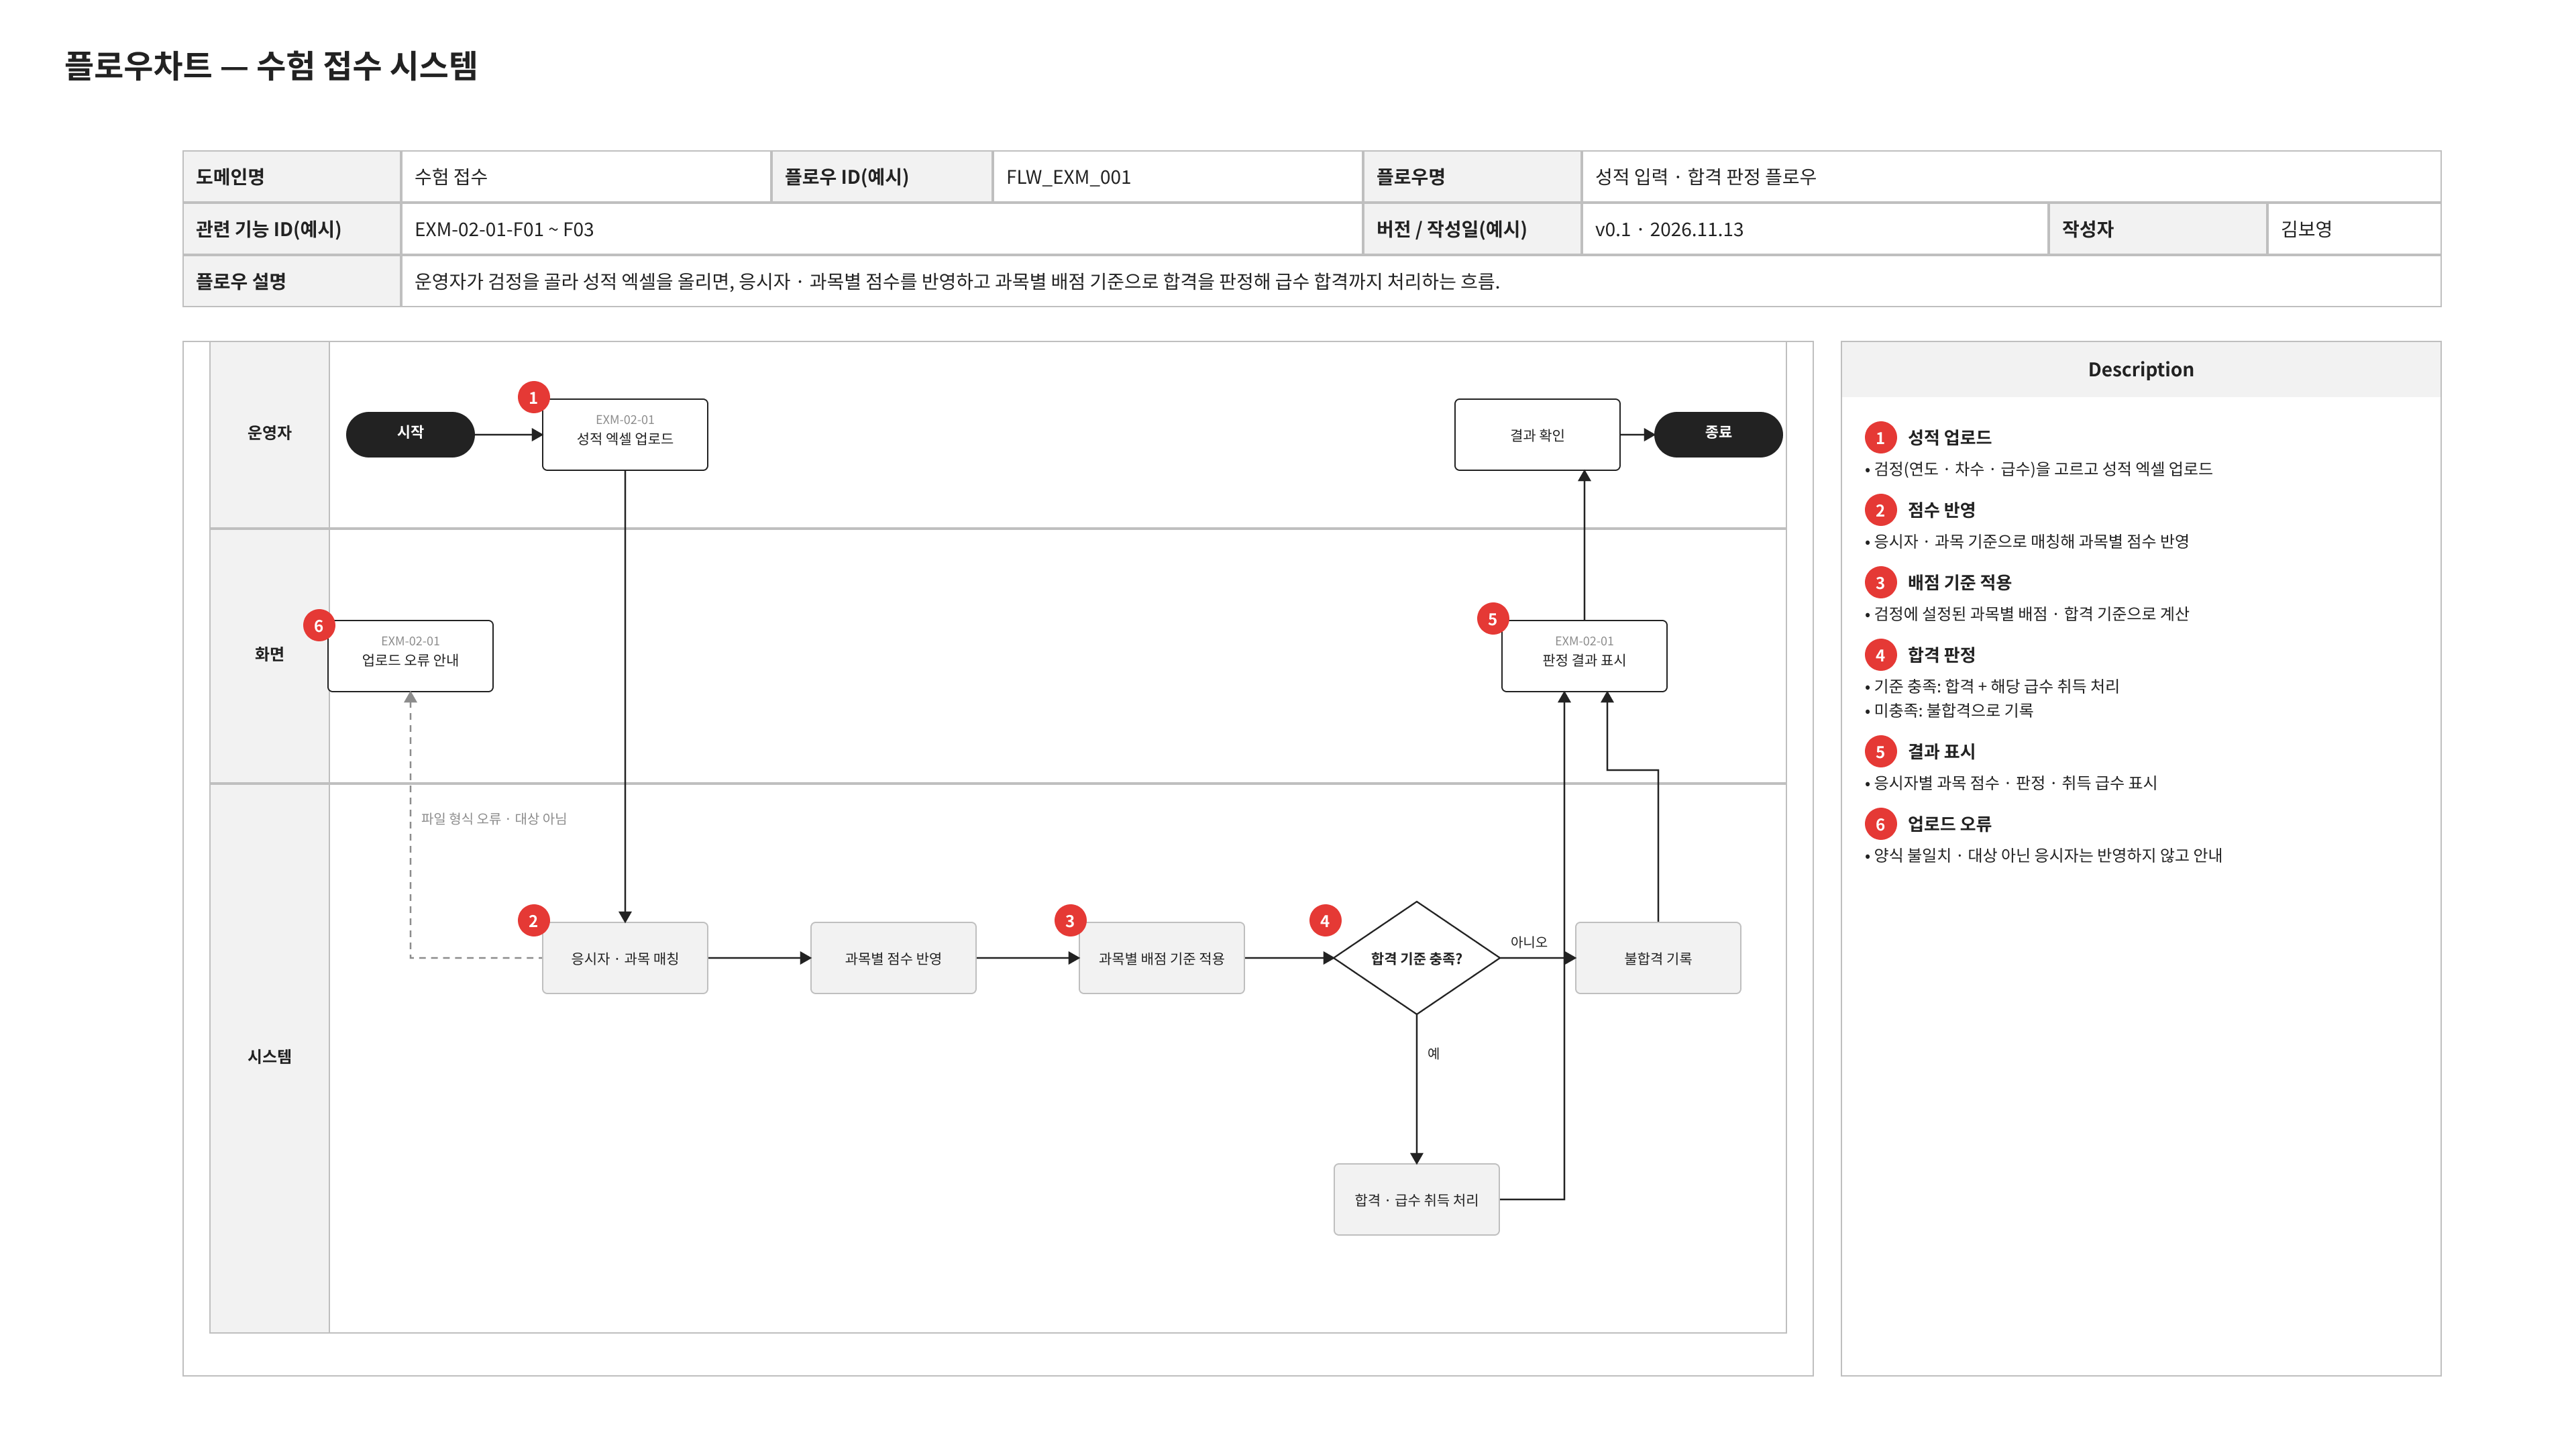 플로우차트 — 수험 접수 시스템
도메인명 수험 접수 플로우 ID(예시) FLW_EXM_001 플로우명 성적 입력 · 합격 판정 플로우
관련 기능 ID(예시) EXM-02-01-F01 ~ F03 버전 / 작성일(예시) v0.1 · 2026.11.13 작성자 김보영
플로우 설명 운영자가 검정을 골라 성적 엑셀을 올리면, 응시자 · 과목별 점수를 반영하고 과목별 배점 기준으로 합격을 판정해 급수 합격까지 처리하는 흐름.
운영자
시작
1
EXM-02-01
성적 엑셀 업로드
결과 확인
종료
화면
6
EXM-02-01
업로드 오류 안내
5
EXM-02-01
판정 결과 표시
시스템
파일 형식 오류 · 대상 아님
2
응시자 · 과목 매칭
과목별 점수 반영
3
과목별 배점 기준 적용
4
합격 기준 충족?
아니오
불합격 기록
예
합격 · 급수 취득 처리
Description
1 성적 업로드
• 검정(연도 · 차수 · 급수)을 고르고 성적 엑셀 업로드
2 점수 반영
• 응시자 · 과목 기준으로 매칭해 과목별 점수 반영
3 배점 기준 적용
• 검정에 설정된 과목별 배점 · 합격 기준으로 계산
4 합격 판정
• 기준 충족: 합격 + 해당 급수 취득 처리
• 미충족: 불합격으로 기록
5 결과 표시
• 응시자별 과목 점수 · 판정 · 취득 급수 표시
6 업로드 오류
• 양식 불일치 · 대상 아닌 응시자는 반영하지 않고 안내